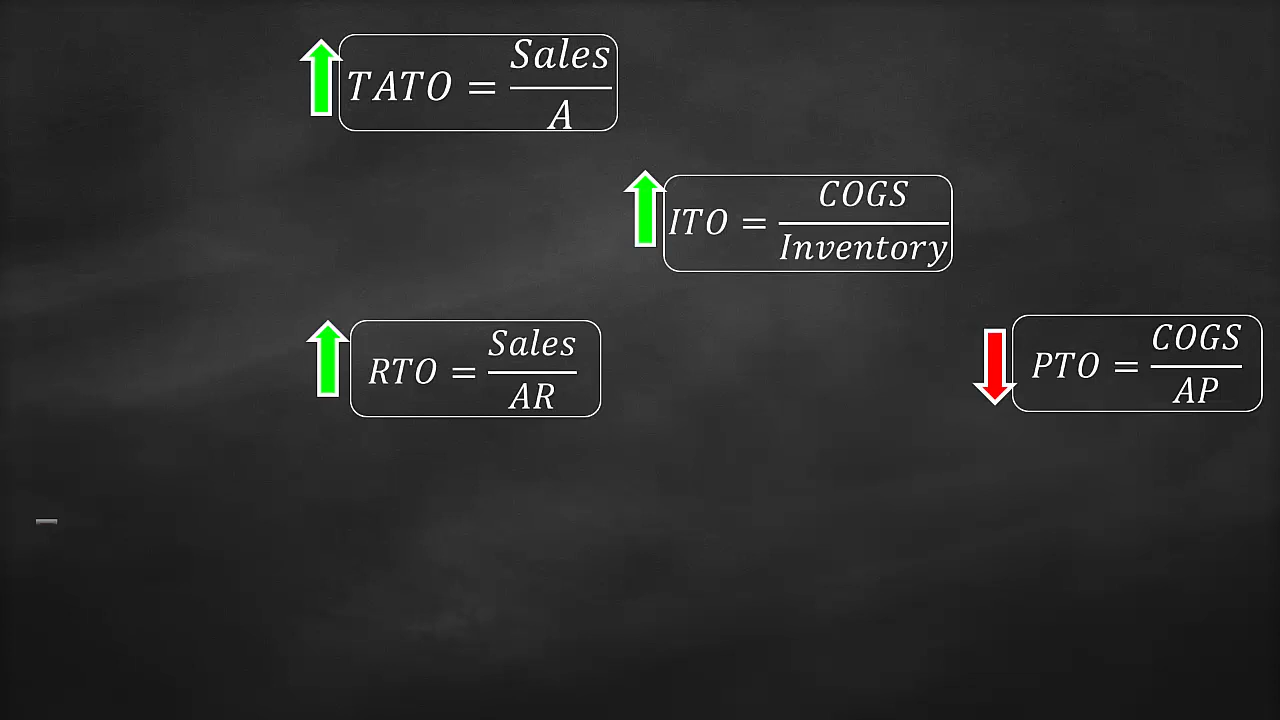 TATO = Sales / A
ITO = COGS / Inventory
RTO = Sales / AR
PTO = COGS / AP